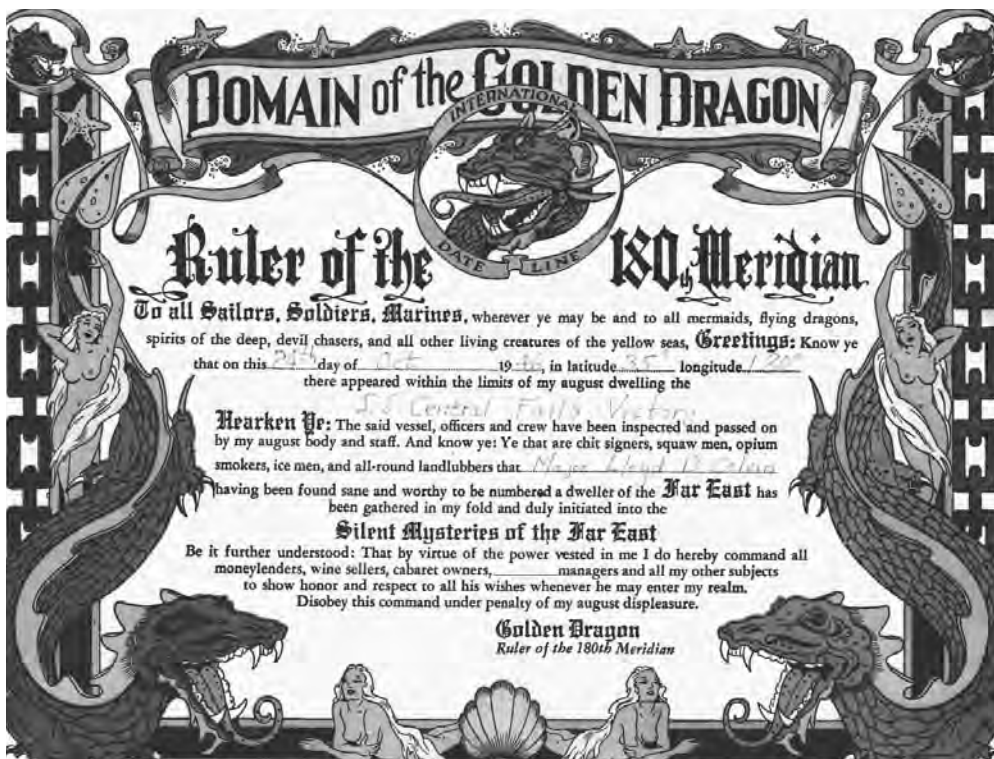 DOMAIN of the GOLDEN DRAGON
INTERNATIONAL
DATE LINE
Ruler of the 180th Meridian
To all Sailors, Soldiers, Marines, wherever ye may be and to all mermaids, flying dragons,
spirits of the deep, devil chasers, and all other living creatures of the yellow seas, Greetings: Know ye
that on this 24th day of Oct 1946, in latitude 35° longitude 180°
there appeared within the limits of my august dwelling the
S.S. Central Falls Victory
Hearken Ye: The said vessel, officers and crew have been inspected and passed on
by my august body and staff. And know ye: Ye that are chit signers, squaw men, opium
smokers, ice men, and all-round landlubbers that Major Lloyd D. Colvin
having been found sane and worthy to be numbered a dweller of the Far East has
been gathered in my fold and duly initiated into the
Silent Mysteries of the Far East
Be it further understood: That by virtue of the power vested in me I do hereby command all
moneylenders, wine sellers, cabaret owners, managers and all my other subjects
to show honor and respect to all his wishes whenever he may enter my realm.
Disobey this command under penalty of my august displeasure.
Golden Dragon
Ruler of the 180th Meridian